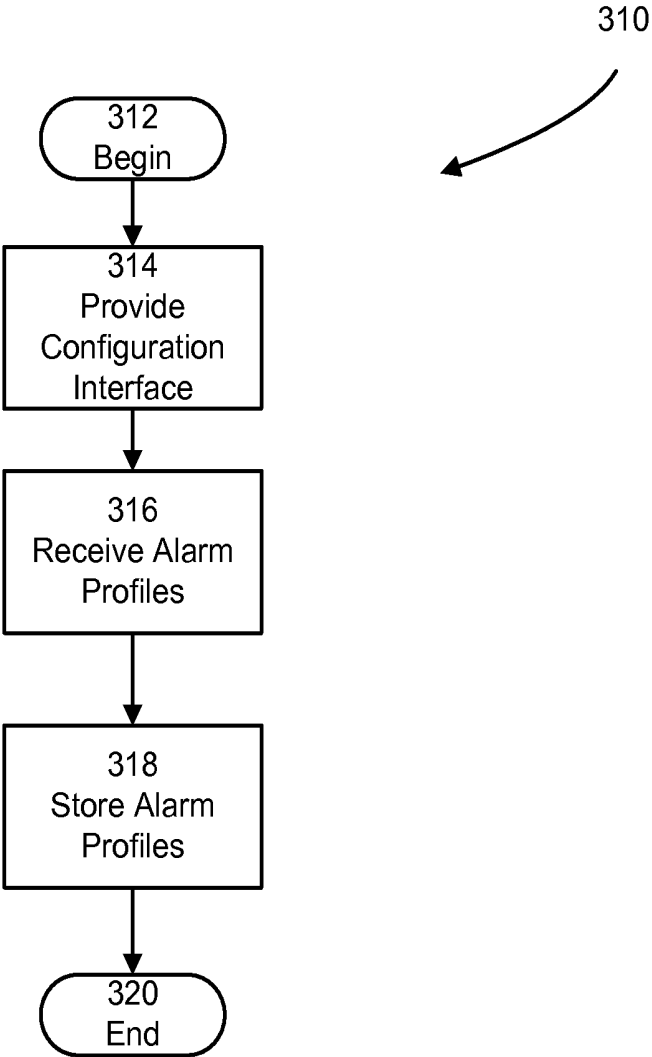 310
312
Begin
314
Provide
Configuration
Interface
316
Receive Alarm
Profiles
318
Store Alarm
Profiles
320
End